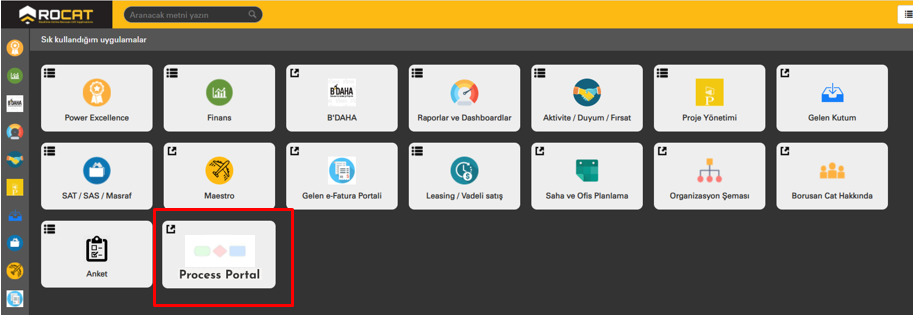 ROCAT
Aranacak metni yazın
Sık kullandığım uygulamalar
Power Excellence
Finans
B'DAHA
B'DAHA
Raporlar ve Dashboardlar
Aktivite / Duyum / Fırsat
Proje Yönetimi
Gelen Kutum
SAT / SAS / Masraf
Maestro
Gelen e-Fatura Portali
Leasing / Vadeli satış
Saha ve Ofis Planlama
Organizasyon Şeması
Borusan Cat Hakkında
Anket
Process Portal